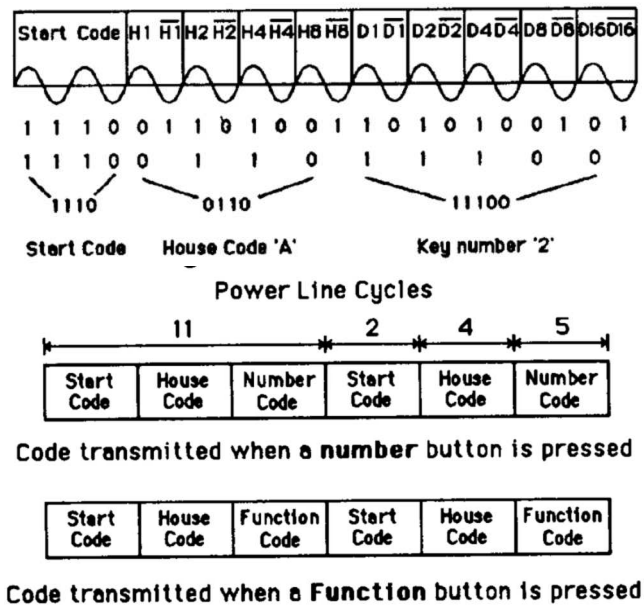 Start Code H1 H1 H2 H2 H4 H4 H8 H8 D1 D1 D2 D2 D4 D4 D8 D8 D16 D16
1 1 1 0 0 1 1 0 1 0 0 1 1 0 1 0 1 0 0 1 0 1
1 1 1 0 0 1 1 0 1 1 1 0 0
1110 0110 11100
Start Code House Code 'A' Key number '2'
Power Line Cycles
11 2 4 5
Start Code House Code Number Code Start Code House Code Number Code
Code transmitted when a number button is pressed
Start Code House Code Function Code Start Code House Code Function Code
Code transmitted when a Function button is pressed